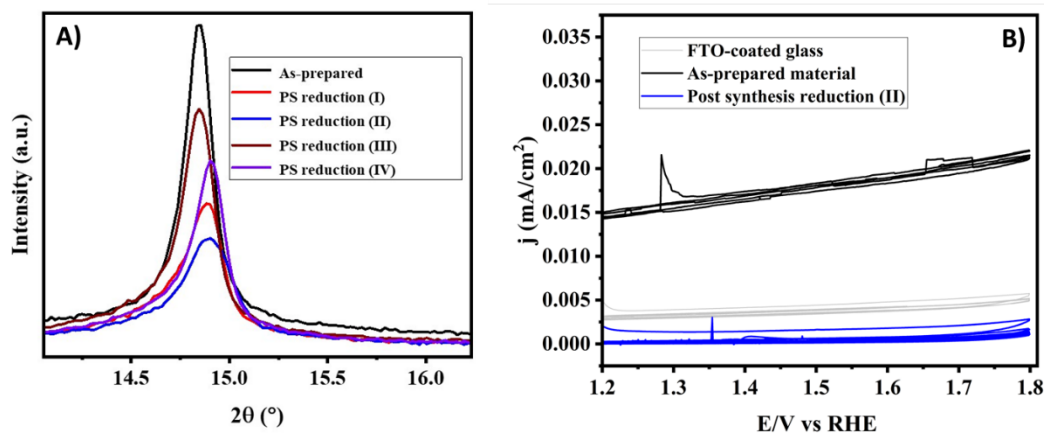 A)
As-prepared
PS reduction (I)
PS reduction (II)
PS reduction (III)
PS reduction (IV)
Intensity (a.u.)
14.5 15.0 15.5 16.0
2θ (°)
B)
FTO-coated glass
As-prepared material
Post synthesis reduction (II)
j (mA/cm²)
0.035
0.030
0.025
0.020
0.015
0.010
0.005
0.000
1.2 1.3 1.4 1.5 1.6 1.7 1.8
E/V vs RHE